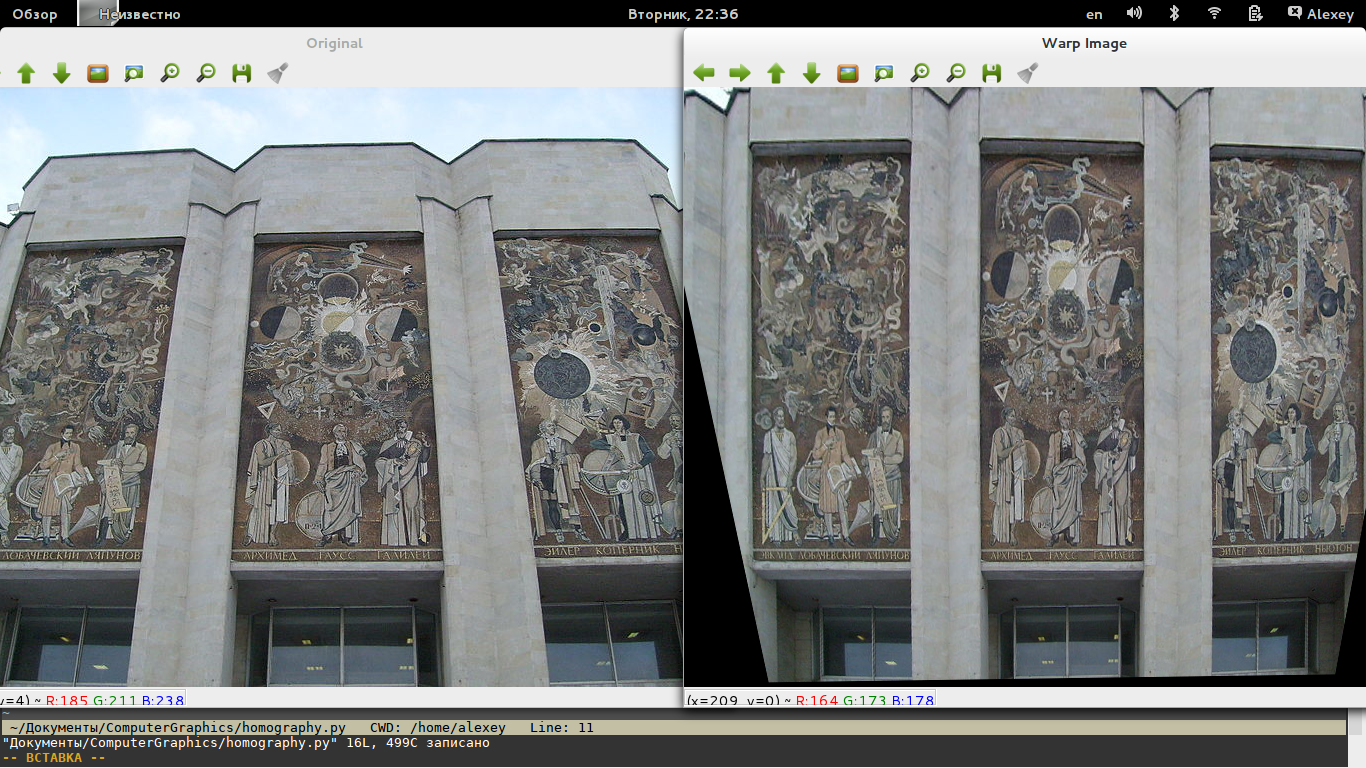 Обзор Неизвестно Вторник, 22:36 en Alexey
Original
Warp Image
ЛОБАЧЕВСКИЙ ЛЯПУНОВ
АРХИМЕД ГАУСС ГАЛИЛЕЙ
ЭЙЛЕР КОПЕРНИК Н
ЛОБАЧЕВСКИЙ ЛЯПУНОВ
АРХИМЕД ГАУСС ГАЛИЛЕЙ
ЭЙЛЕР КОПЕРНИК НЬЮТОН
y=4) ~ R:185 G:211 B:238
(x=209, y=0) ~ R:164 G:173 B:178
~
~/Документы/ComputerGraphics/homography.py CWD: /home/alexey Line: 11
"Документы/ComputerGraphics/homography.py" 16L, 499C записано
-- ВСТАВКА --